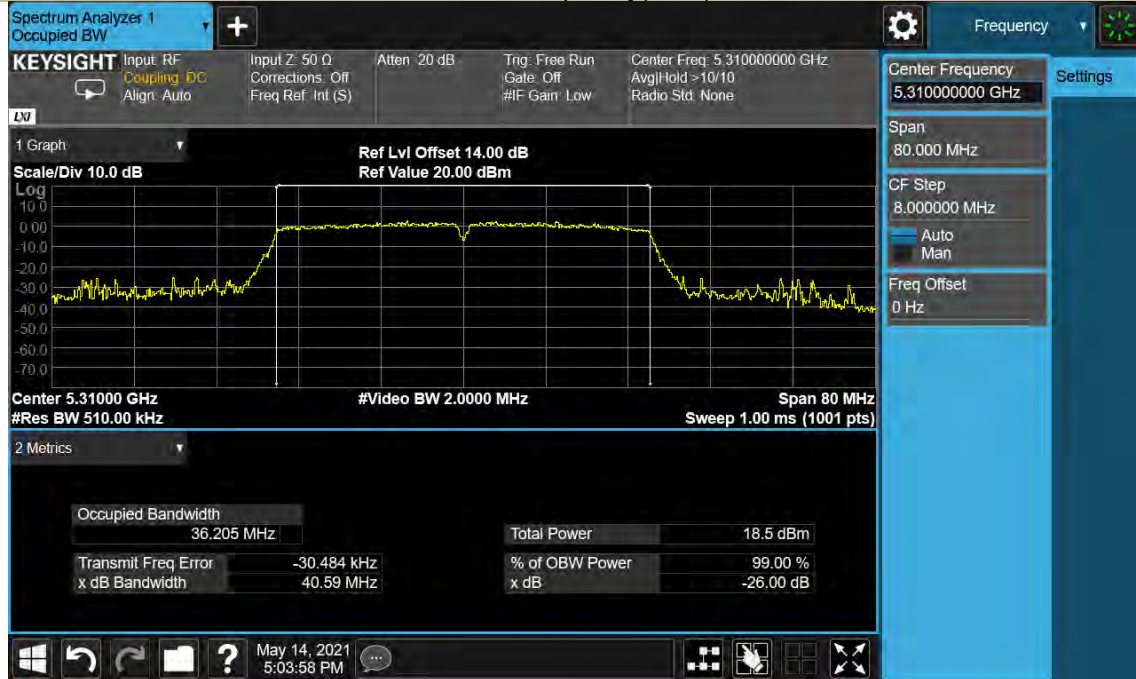 Spectrum Analyzer 1
Occupied BW
+
Frequency
KEYSIGHT
Input: RF
Coupling: DC
Align: Auto
LXI
Input Z: 50 Ω
Corrections: Off
Freq Ref: Int (S)
Atten: 20 dB
Trig: Free Run
Gate: Off
#IF Gain: Low
Center Freq: 5.310000000 GHz
Avg|Hold:>10/10
Radio Std: None
Center Frequency
5.310000000 GHz
Settings
Span
80.000 MHz
CF Step
8.000000 MHz
Auto
Man
Freq Offset
0 Hz
1 Graph
Scale/Div 10.0 dB
Ref Lvl Offset 14.00 dB
Ref Value 20.00 dBm
Log
10.0
0.00
-10.0
-20.0
-30.0
-40.0
-50.0
-60.0
-70.0
Center 5.31000 GHz
#Video BW 2.0000 MHz
Span 80 MHz
#Res BW 510.00 kHz
Sweep 1.00 ms (1001 pts)
2 Metrics
Occupied Bandwidth
36.205 MHz
Total Power 18.5 dBm
Transmit Freq Error -30.484 kHz
% of OBW Power 99.00 %
x dB Bandwidth 40.59 MHz
x dB -26.00 dB
?
May 14, 2021
5:03:58 PM